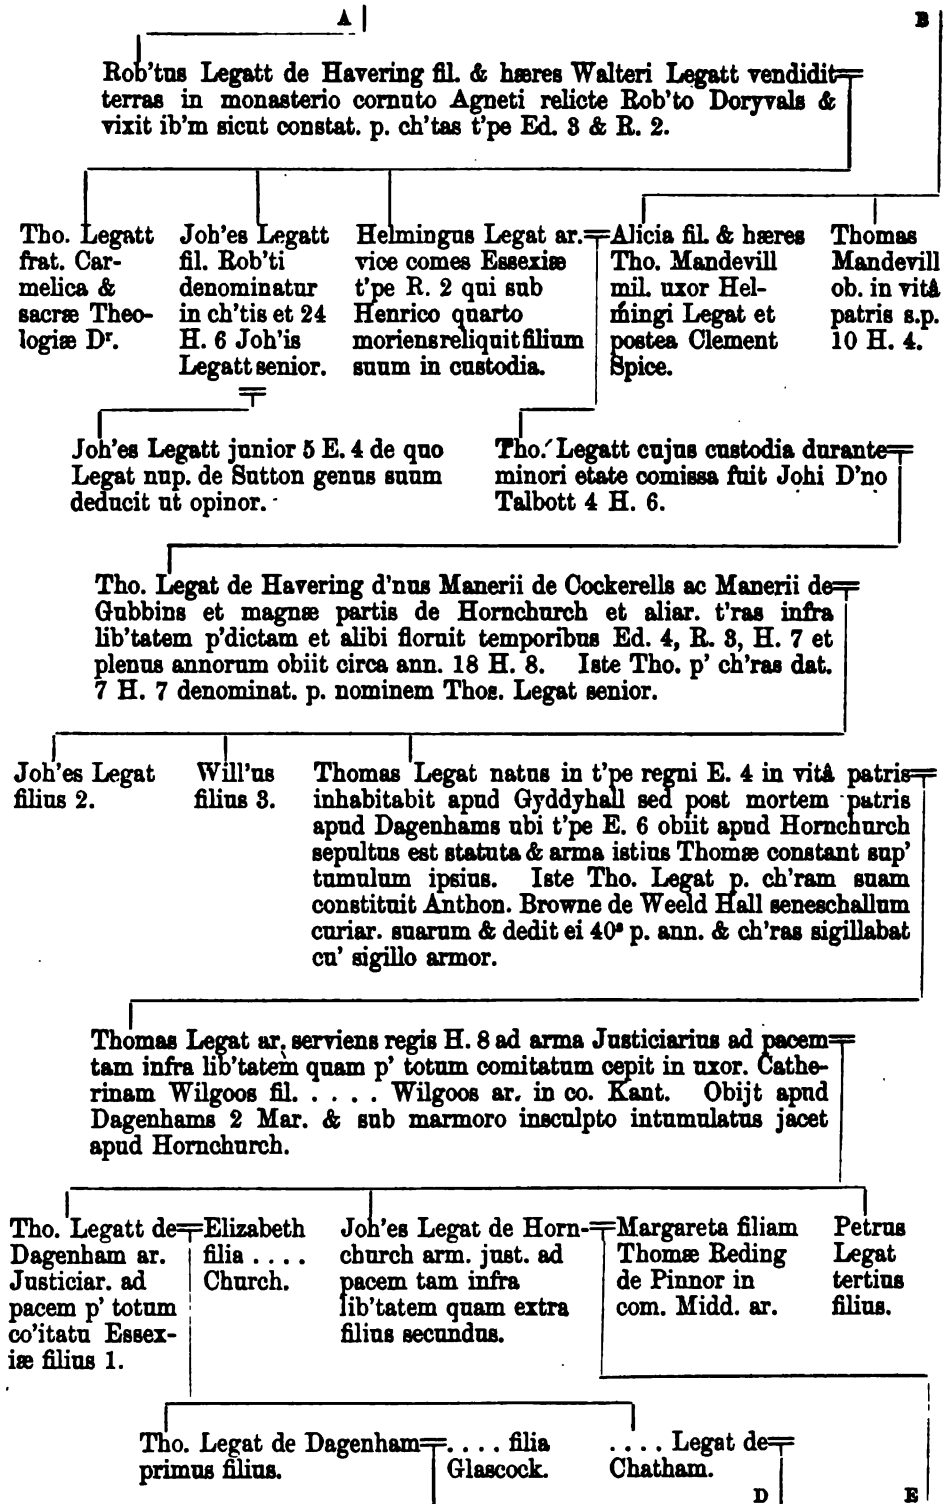 A
B
Rob'tus Legatt de Havering fil. & hæres Walteri Legatt vendidit
terras in monasterio cornuto Agneti relicte Rob'to Doryvals &
vixit ib'm sicut constat. p. ch'tas t'pe Ed. 3 & R. 2.
Tho. Legatt
frat. Car-
melica &
sacræ Theo-
logiæ Dr.
Joh'es Legatt
fil. Rob'ti
denominatur
in ch'tis et 24
H. 6 Joh'is
Legatt senior.
Helmingus Legat ar.
vice comes Essexiæ
t'pe R. 2 qui sub
Henrico quarto
moriens reliquit filium
suum in custodia.
Alicia fil. & hæres
Tho. Mandevill
mil. uxor Hel-
mingi Legat et
postea Clement
Spice.
Thomas
Mandevill
ob. in vitâ
patris s.p.
10 H. 4.
Joh'es Legatt junior 5 E. 4 de quo
Legat nup. de Sutton genus suum
deducit ut opinor.
Tho. Legatt cujus custodia durante
minori etate comissa fuit Johi D'no
Talbott 4 H. 6.
Tho. Legat de Havering d'nus Manerii de Cockerells ac Manerii de
Gubbins et magnæ partis de Hornchurch et aliar. t'ras infra
lib'tatem p'dictam et alibi floruit temporibus Ed. 4, R. 3, H. 7 et
plenus annorum obiit circa ann. 18 H. 8. Iste Tho. p' ch'ras dat.
7 H. 7 denominat. p. nominem Thos. Legat senior.
Joh'es Legat
filius 2.
Will'us
filius 3.
Thomas Legat natus in t'pe regni E. 4 in vitâ patris
inhabitabit apud Gyddyhall sed post mortem patris
apud Dagenhams ubi t'pe E. 6 obiit apud Hornchurch
sepultus est statuta & arma istius Thomæ constant sup'
tumulum ipsius. Iste Tho. Legat p. ch'ram suam
constituit Anthon. Browne de Weeld Hall seneschallum
curiar. suarum & dedit ei 40s p. ann. & ch'ras sigillabat
cu' sigillo armor.
Thomas Legat ar. serviens regis H. 8 ad arma Justiciarius ad pacem
tam infra lib'tatem quam p' totum comitatum cepit in uxor. Cathe-
rinam Wilgoos fil. . . . . . Wilgoos ar. in co. Kant. Obijt apud
Dagenhams 2 Mar. & sub marmoro insculpto intumulatus jacet
apud Hornchurch.
Tho. Legatt de
Dagenham ar.
Justiciar. ad
pacem p' totum
co'itatu Essex-
iæ filius 1.
Elizabeth
filia . . . .
Church.
Joh'es Legat de Horn-
church arm. just. ad
pacem tam infra
lib'tatem quam extra
filius secundus.
Margareta filiam
Thomæ Reding
de Pinnor in
com. Midd. ar.
Petrus
Legat
tertius
filius.
Tho. Legat de Dagenham
primus filius.
. . . . filia
Glascock.
. . . . Legat de
Chatham.
D
E